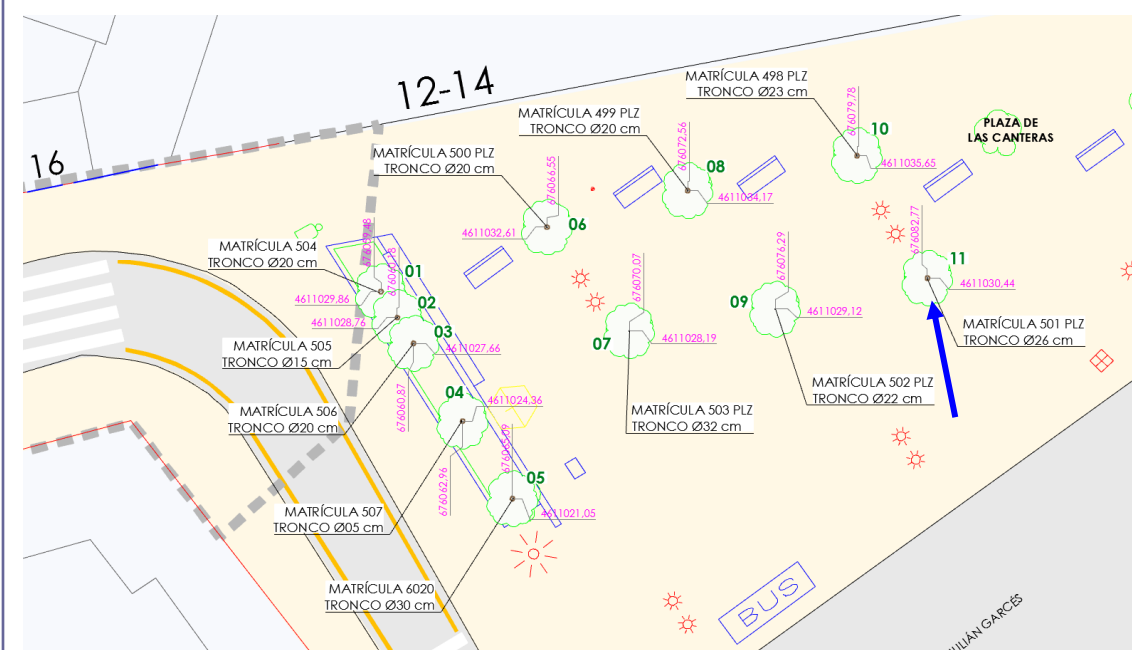 12-14
16
MATRÍCULA 498 PLZ
TRONCO Ø23 cm
676079,78
10
4611035,65
PLAZA DE
LAS CANTERAS
MATRÍCULA 499 PLZ
TRONCO Ø20 cm
676072,56
08
4611034,17
MATRÍCULA 500 PLZ
TRONCO Ø20 cm
676066,55
06
4611032,61
MATRÍCULA 504
TRONCO Ø20 cm
676059,48
01
4611029,86
02
4611028,76
MATRÍCULA 505
TRONCO Ø15 cm
03
4611027,66
676060,87
MATRÍCULA 506
TRONCO Ø20 cm
04
4611024,36
676062,96
MATRÍCULA 507
TRONCO Ø05 cm
05
4611021,05
MATRÍCULA 6020
TRONCO Ø30 cm
676070,07
07
4611028,19
MATRÍCULA 503 PLZ
TRONCO Ø32 cm
676076,29
09
4611029,12
MATRÍCULA 502 PLZ
TRONCO Ø22 cm
676082,77
11
4611030,44
MATRÍCULA 501 PLZ
TRONCO Ø26 cm
BUS
JULIÁN GARCÉS